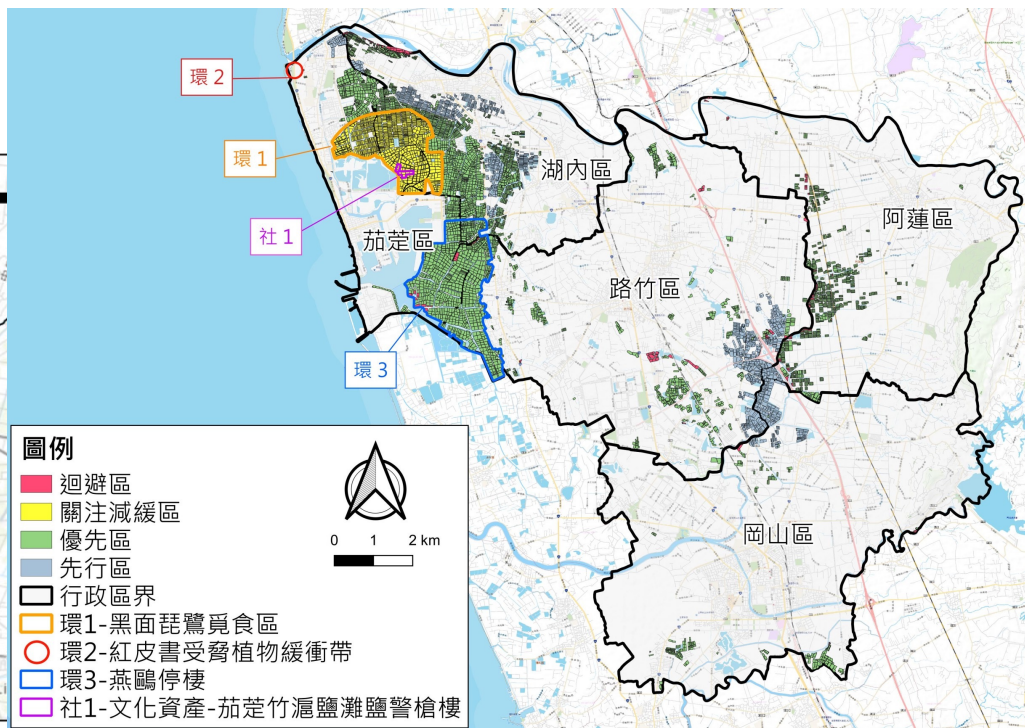 環 2
環 1
社 1
環 3
湖內區
茄萣區
路竹區
阿蓮區
岡山區
圖例
迴避區
關注減緩區
優先區
先行區
行政區界
環1-黑面琵鷺覓食區
環2-紅皮書受脅植物緩衝帶
環3-燕鷗停棲
社1-文化資產-茄萣竹滬鹽灘鹽警槍樓
0 1 2 km